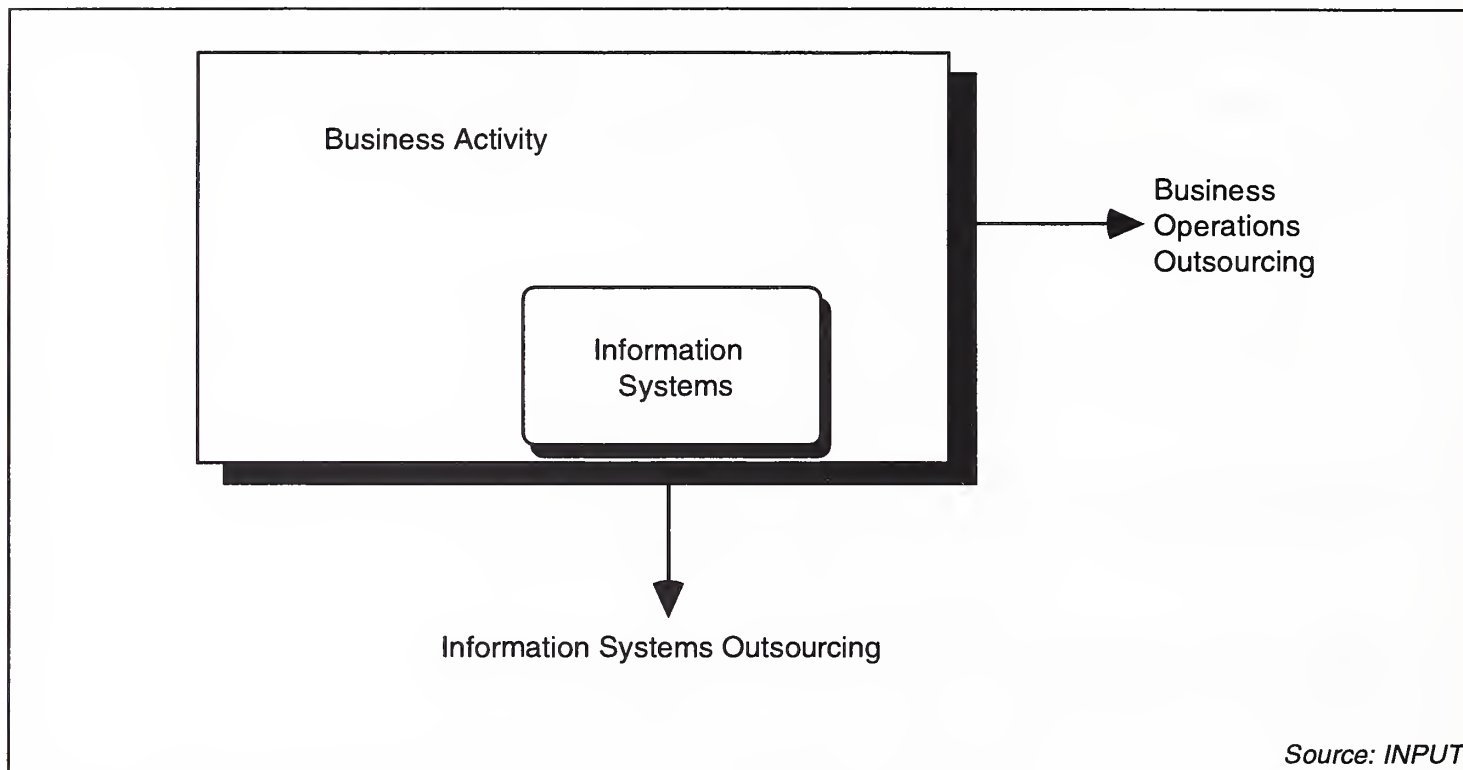 Business Activity
Business
Operations
Outsourcing
Information
Systems
Information Systems Outsourcing
Source: INPUT